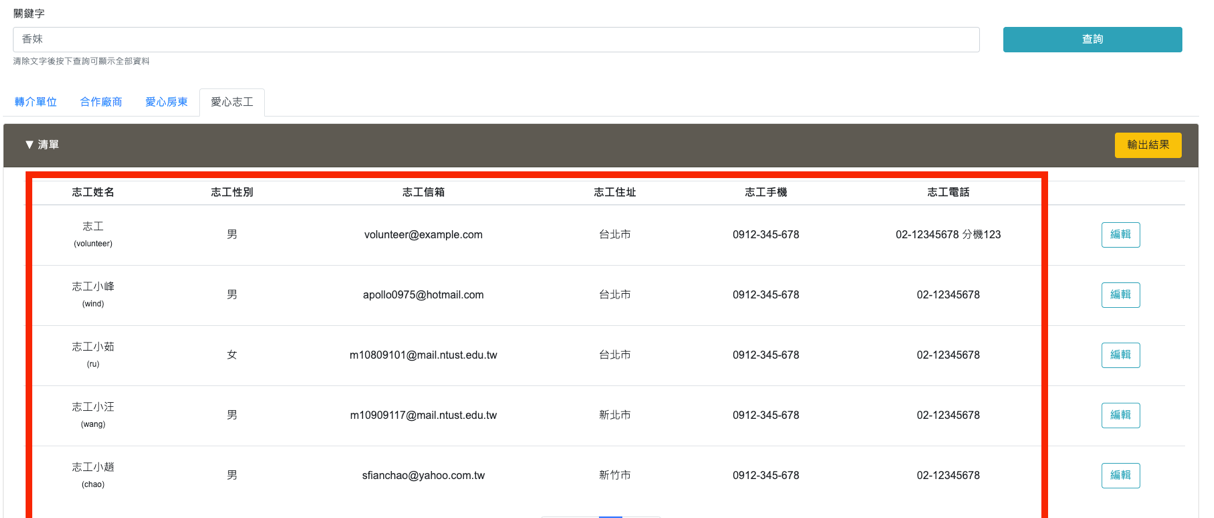 關鍵字
香妹
查詢
清除文字後按下查詢可顯示全部資料
轉介單位 合作廠商 愛心房東 愛心志工
▼ 清單 輸出結果
志工姓名 志工性別 志工信箱 志工住址 志工手機 志工電話
志工
(volunteer) 男 volunteer@example.com 台北市 0912-345-678 02-12345678 分機123 編輯
志工小峰
(wind) 男 apollo0975@hotmail.com 台北市 0912-345-678 02-12345678 編輯
志工小茹
(ru) 女 m10809101@mail.ntust.edu.tw 台北市 0912-345-678 02-12345678 編輯
志工小汪
(wang) 男 m10909117@mail.ntust.edu.tw 新北市 0912-345-678 02-12345678 編輯
志工小趙
(chao) 男 sfianchao@yahoo.com.tw 新竹市 0912-345-678 02-12345678 編輯